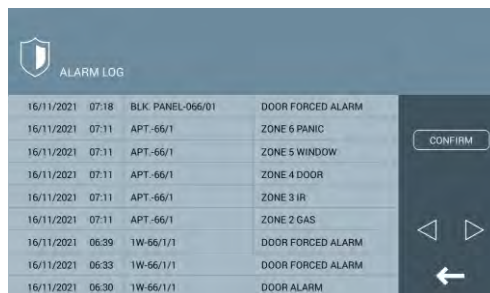 ALARM LOG
16/11/2021 07:18 BLK. PANEL-066/01 DOOR FORCED ALARM
16/11/2021 07:11 APT.-66/1 ZONE 6 PANIC
16/11/2021 07:11 APT.-66/1 ZONE 5 WINDOW
16/11/2021 07:11 APT.-66/1 ZONE 4 DOOR
16/11/2021 07:11 APT.-66/1 ZONE 3 IR
16/11/2021 07:11 APT.-66/1 ZONE 2 GAS
16/11/2021 06:39 1W-66/1/1 DOOR FORCED ALARM
16/11/2021 06:33 1W-66/1/1 DOOR FORCED ALARM
16/11/2021 06:30 1W-66/1/1 DOOR ALARM
CONFIRM